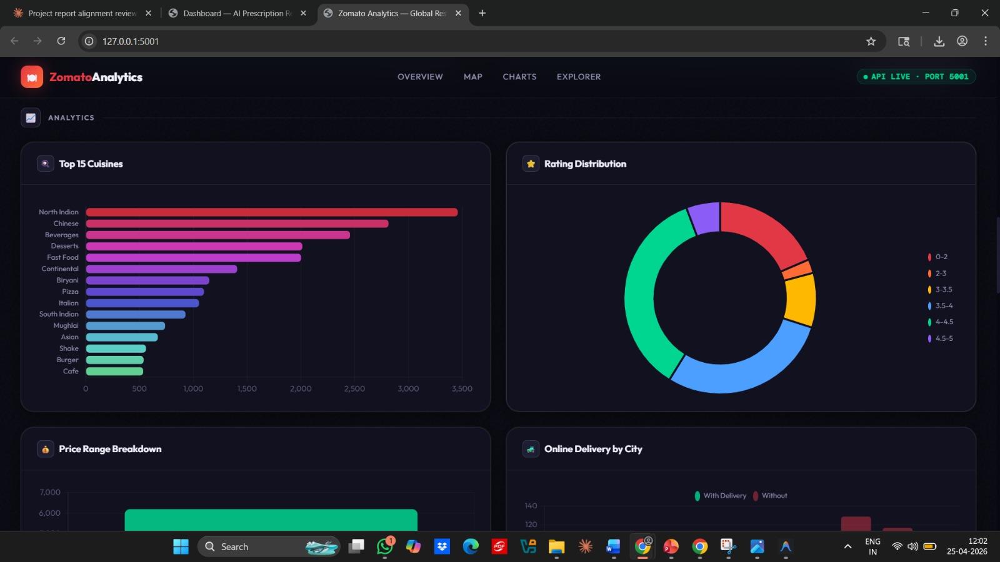 Project report alignment review
Dashboard — AI Prescription R
Zomato Analytics — Global Res
127.0.0.1:5001
ZomatoAnalytics
OVERVIEW
MAP
CHARTS
EXPLORER
API LIVE · PORT 5001
ANALYTICS
Top 15 Cuisines
North Indian
Chinese
Beverages
Desserts
Fast Food
Continental
Biryani
Pizza
Italian
South Indian
Mughlai
Asian
Shake
Burger
Cafe
0 500 1,000 1,500 2,000 2,500 3,000 3,500
Rating Distribution
0-2
2-3
3-3.5
3.5-4
4-4.5
4.5-5
Price Range Breakdown
7,000
6,000
Online Delivery by City
With Delivery Without
140
120
Search
1
PDF
W
P
ENG
IN
12:02
25-04-2026